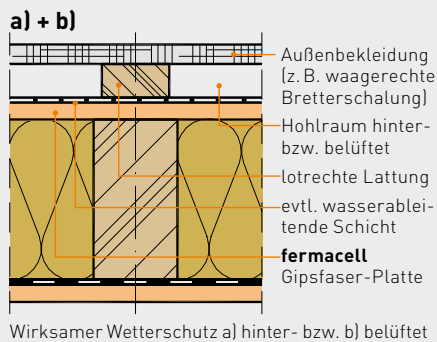 a) + b)
Außenbekleidung
(z. B. waagerechte
Bretterschalung)
Hohlraum hinter-
bzw. belüftet
lotrechte Lattung
evtl. wasserablei-
tende Schicht
fermacell
Gipsfaser-Platte
Wirksamer Wetterschutz a) hinter- bzw. b) belüftet